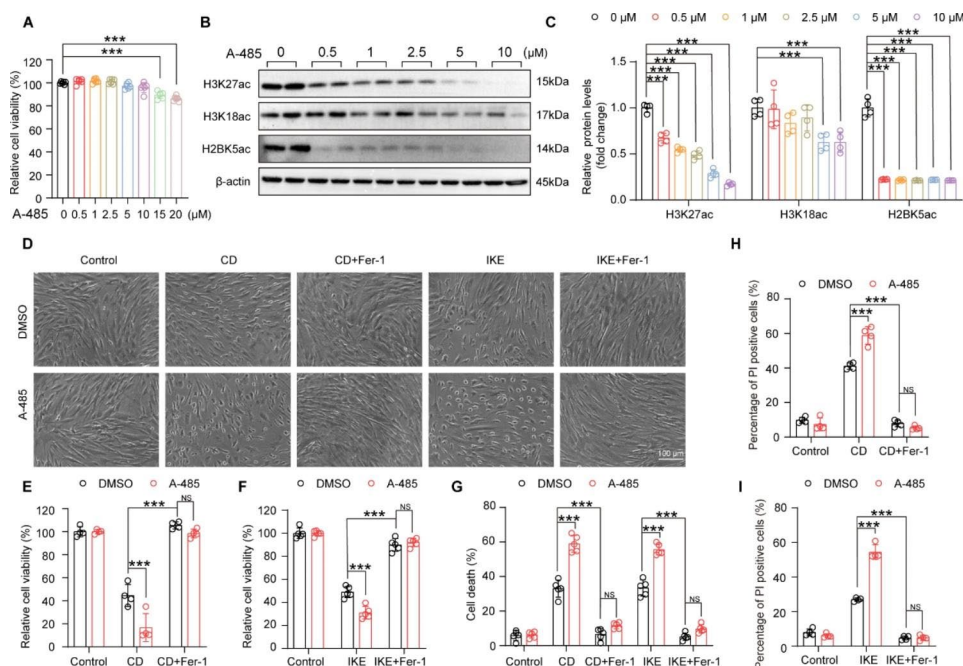 A
***
***
Relative cell viability (%)
120
100
80
60
40
20
0
0 0.5 1 2.5 5 10 15 20 (μM)
A-485
B
A-485 0 0.5 1 2.5 5 10 (μM)
H3K27ac 15kDa
H3K18ac 17kDa
H2BK5ac 14kDa
β-actin 45kDa
C
0 μM 0.5 μM 1 μM 2.5 μM 5 μM 10 μM
*** *** ***
*** *** ***
*** ***
*** ***
*** ***
Relative protein levels
(fold change)
1.5
1.0
0.5
0.0
H3K27ac H3K18ac H2BK5ac
D
Control CD CD+Fer-1 IKE IKE+Fer-1
DMSO
A-485
100 μm
H
DMSO A-485
***
***
NS
Percentage of PI positive cells (%)
80
60
40
20
0
Control CD CD+Fer-1
E
DMSO A-485
*** NS
***
Relative cell viability (%)
120
100
80
60
40
20
0
Control CD CD+Fer-1
F
DMSO A-485
*** NS
***
Relative cell viability (%)
120
100
80
60
40
20
0
Control IKE IKE+Fer-1
G
DMSO A-485
*** ***
*** ***
NS NS
Cell death (%)
80
60
40
20
0
Control CD CD+Fer-1 IKE IKE+Fer-1
I
DMSO A-485
***
***
NS
Percentage of PI positive cells (%)
80
60
40
20
0
Control IKE IKE+Fer-1